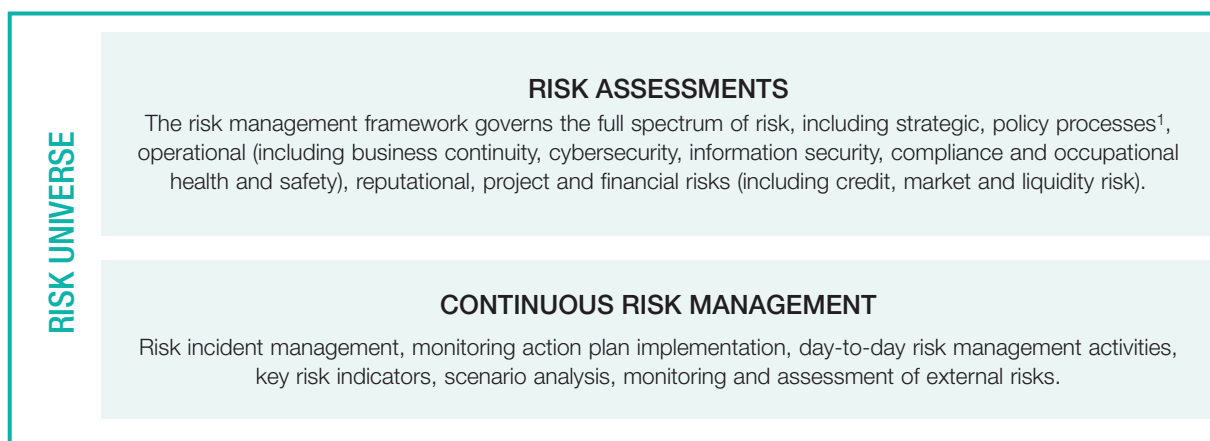 RISK UNIVERSE
RISK ASSESSMENTS
The risk management framework governs the full spectrum of risk, including strategic, policy processes¹,
operational (including business continuity, cybersecurity, information security, compliance and occupational
health and safety), reputational, project and financial risks (including credit, market and liquidity risk).
CONTINUOUS RISK MANAGEMENT
Risk incident management, monitoring action plan implementation, day-to-day risk management activities,
key risk indicators, scenario analysis, monitoring and assessment of external risks.